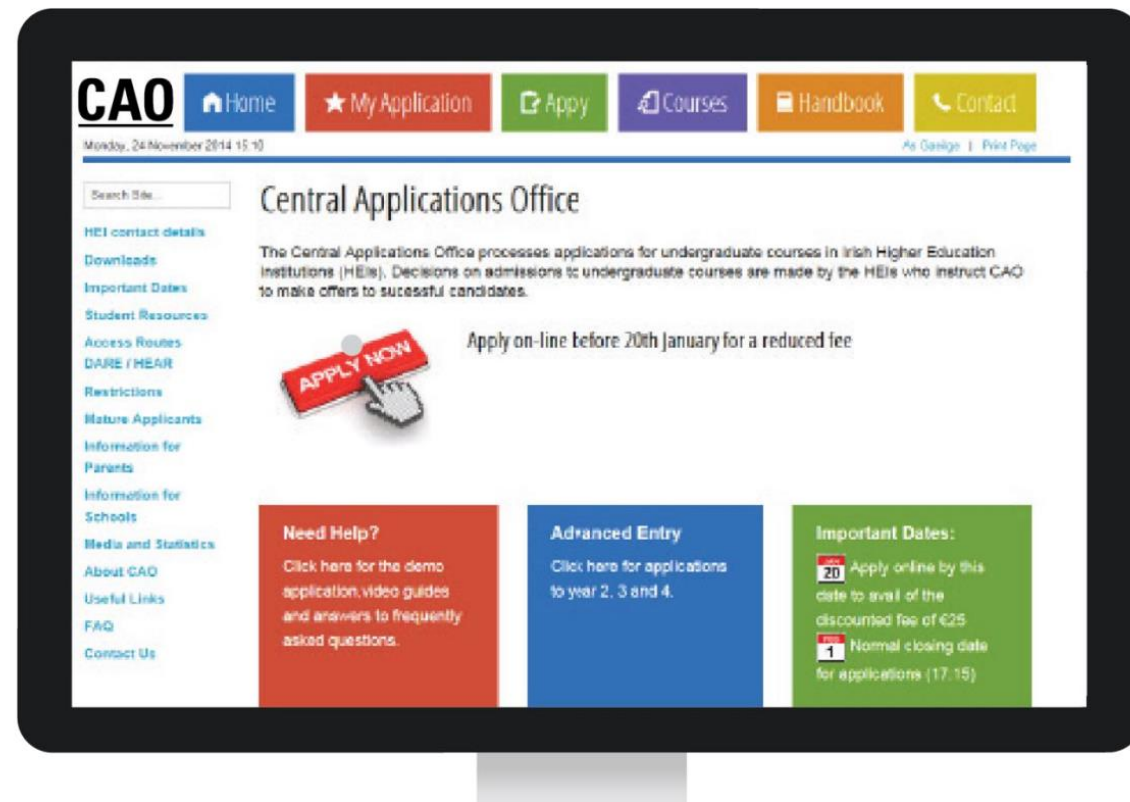 CAO
Home
My Application
Appy
Courses
Handbook
Contact
Monday, 24 November 2014 15:10
As Gaeilge | Print Page
Search Site...
HEI contact details
Downloads
Important Dates
Student Resources
Access Routes
DARE / HEAR
Restrictions
Mature Applicants
Information for
Parents
Information for
Schools
Media and Statistics
About CAO
Useful Links
FAQ
Contact Us
Central Applications Office
The Central Applications Office processes applications for undergraduate courses in Irish Higher Education
Institutions (HEIs). Decisions on admissions to undergraduate courses are made by the HEIs who instruct CAO
to make offers to sucessful candidates.
APPLY NOW
Apply on-line before 20th January for a reduced fee
Need Help?
Click here for the demo
application,video guides
and answers to frequently
asked questions.
Advanced Entry
Click here for applications
to year 2, 3 and 4.
Important Dates:
JAN
20 Apply online by this
date to avail of the
discounted fee of €25
FEB
1 Normal closing date
for applications (17:15)